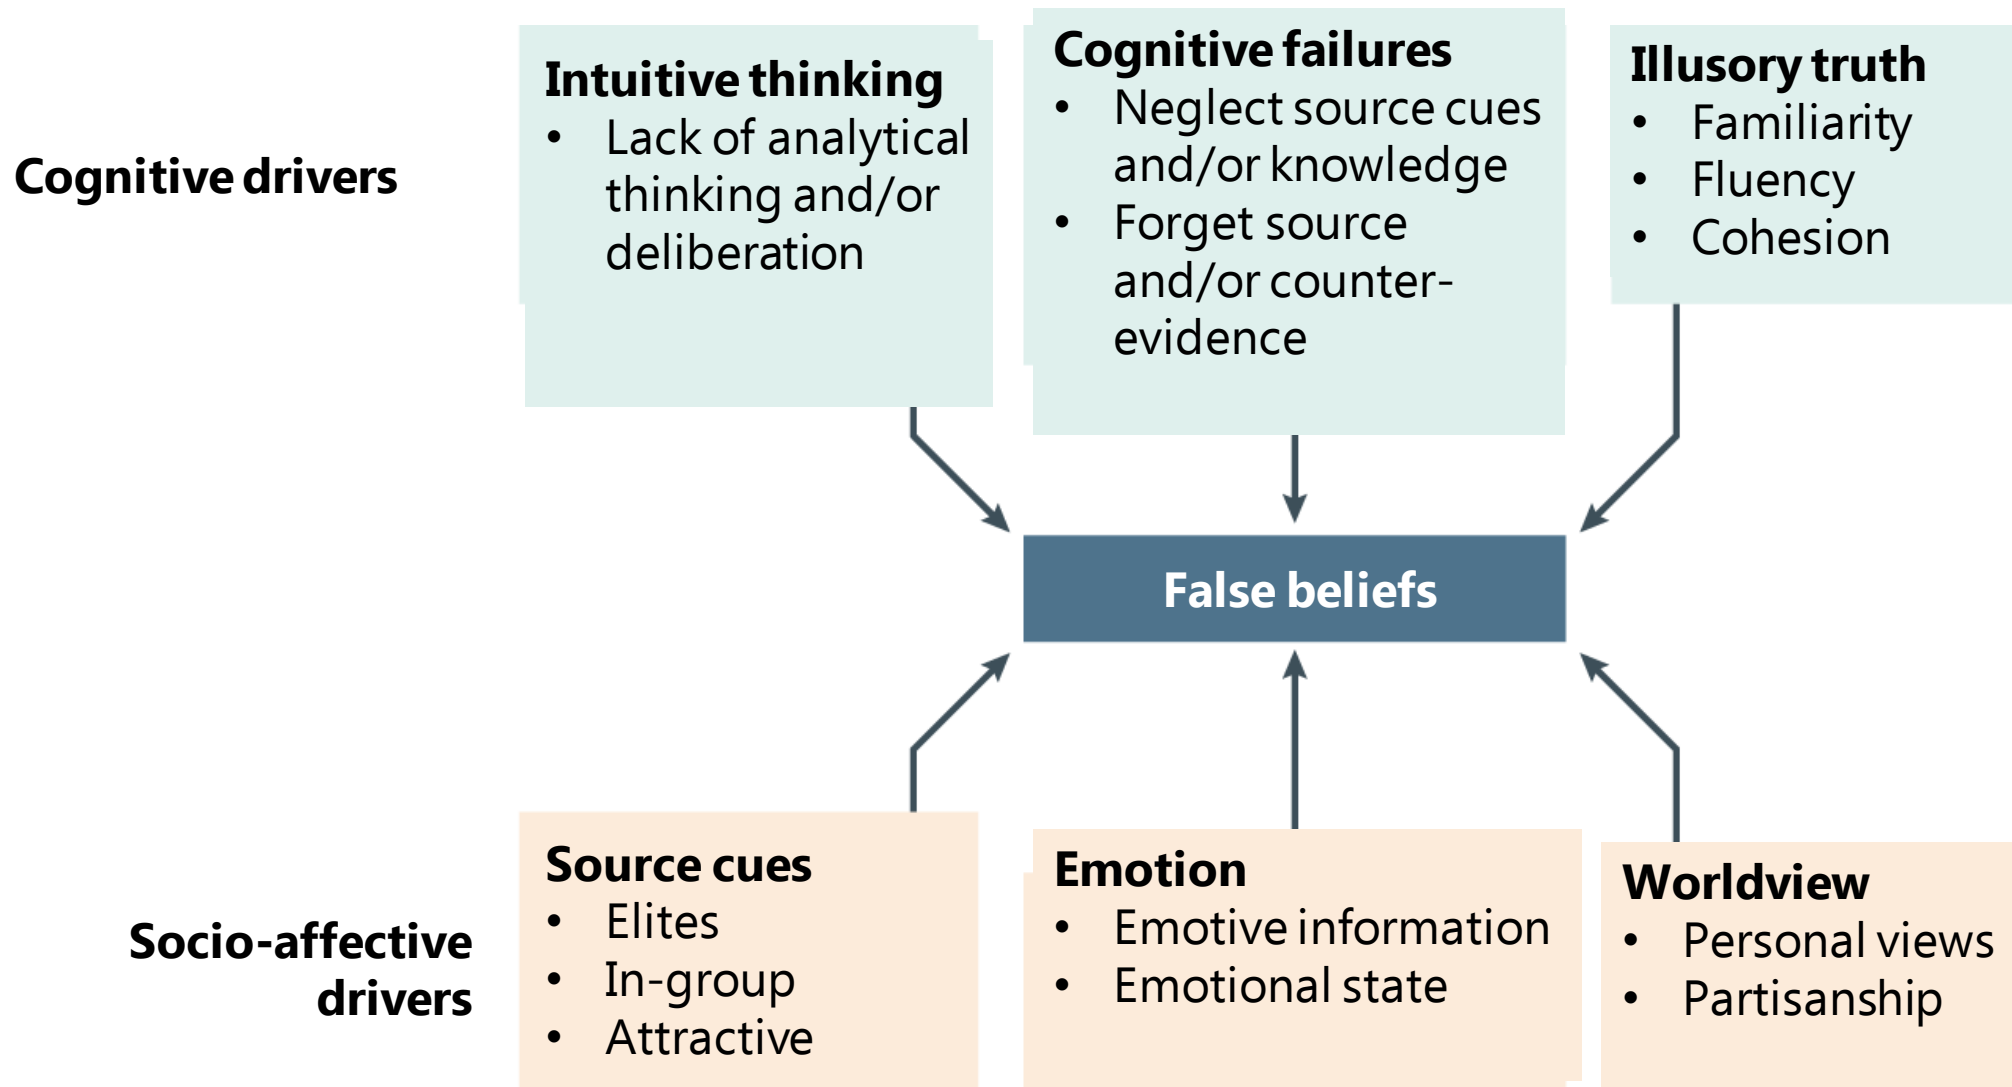 Cognitive drivers
Intuitive thinking
• Lack of analytical
thinking and/or
deliberation
Cognitive failures
• Neglect source cues
and/or knowledge
• Forget source
and/or counter-
evidence
Illusory truth
• Familiarity
• Fluency
• Cohesion
False beliefs
Socio-affective
drivers
Source cues
• Elites
• In-group
• Attractive
Emotion
• Emotive information
• Emotional state
Worldview
• Personal views
• Partisanship